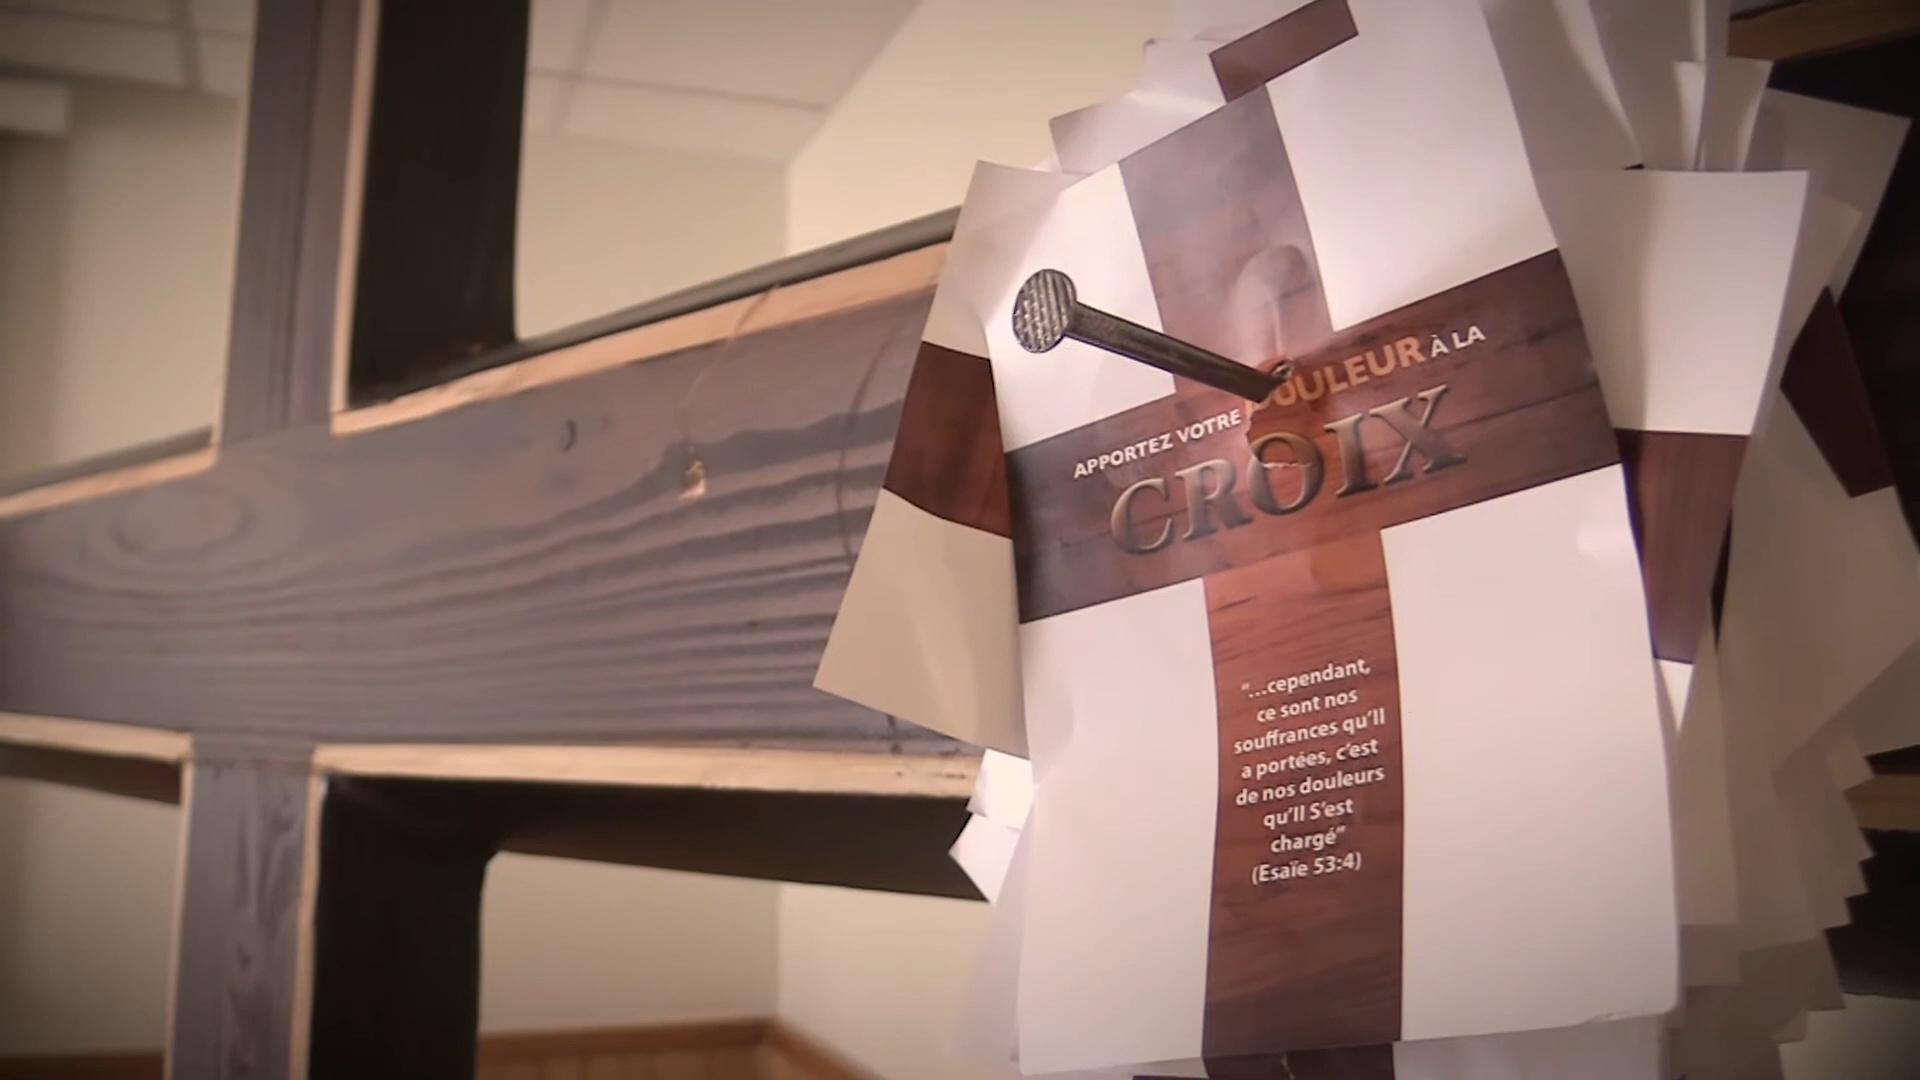 APPORTEZ VOTRE DOULEUR À LA
CROIX
“...cependant,
ce sont nos
souffrances qu'Il
a portées, c'est
de nos douleurs
qu'Il S'est
chargé”
(Esaïe 53:4)